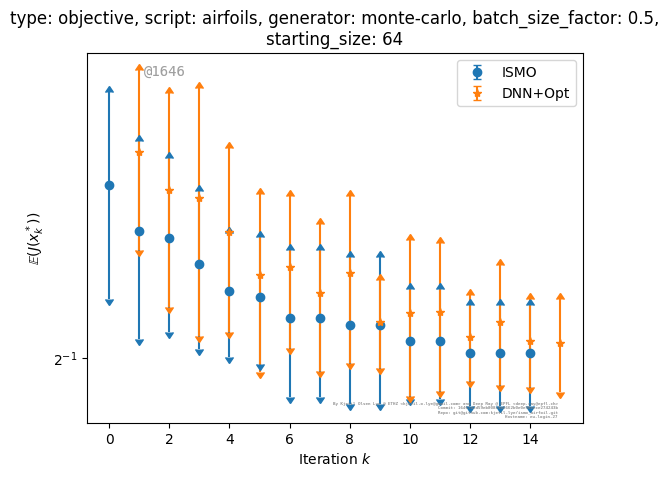 type: objective, script: airfoils, generator: monte-carlo, batch_size_factor: 0.5,
starting_size: 64
@1646
ISMO
DNN+Opt
𝔼(J(x_k^*))
2^{-1}
0 2 4 6 8 10 12 14
Iteration k